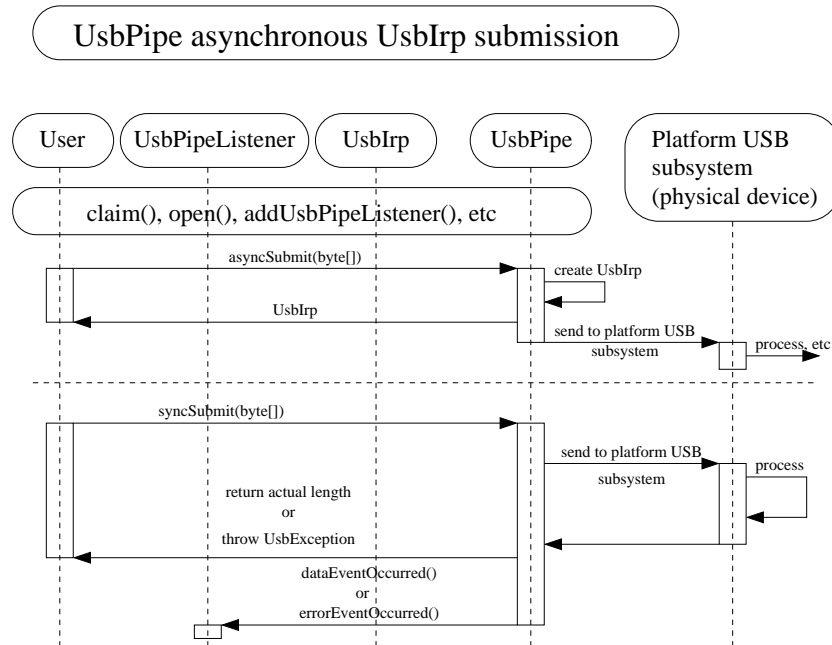 UsbPipe asynchronous UsbIrp submission
User
UsbPipeListener
UsbIrp
UsbPipe
Platform USB
subsystem
(physical device)
claim(), open(), addUsbPipeListener(), etc
asyncSubmit(byte[])
create UsbIrp
UsbIrp
send to platform USB
subsystem
process, etc
syncSubmit(byte[])
send to platform USB
subsystem
process
return actual length
or
throw UsbException
dataEventOccurred()
or
errorEventOccurred()